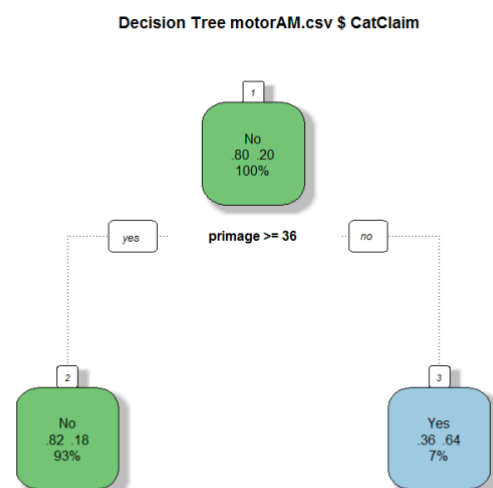 Decision Tree motorAM.csv $ CatClaim
1
No
.80 .20
100%
yes
primage >= 36
no
2
No
.82 .18
93%
3
Yes
.36 .64
7%